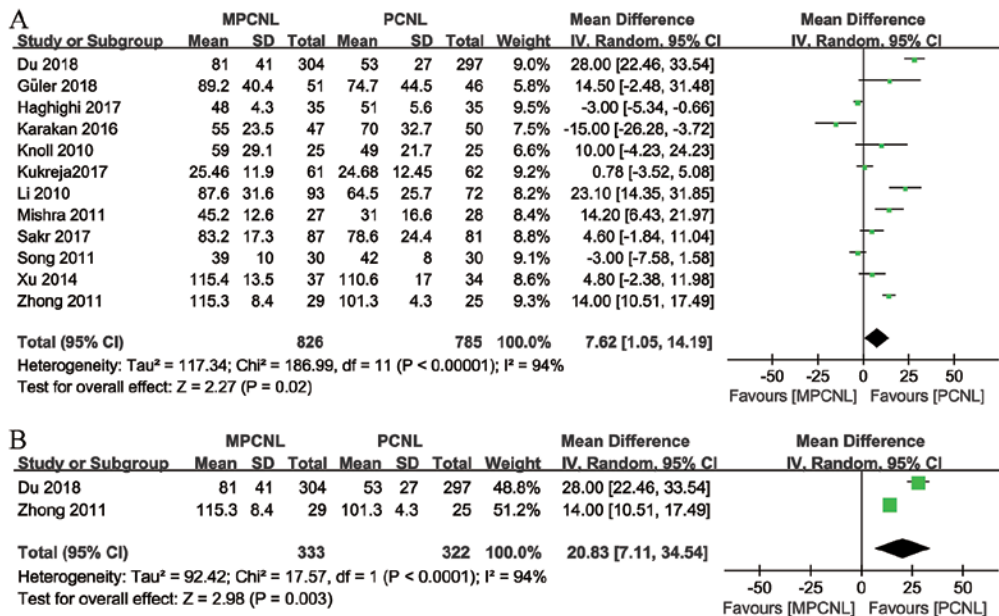 A
MPCNL PCNL Mean Difference Mean Difference
Study or Subgroup Mean SD Total Mean SD Total Weight IV, Random, 95% CI IV, Random, 95% CI
Du 2018 81 41 304 53 27 297 9.0% 28.00 [22.46, 33.54]
Güler 2018 89.2 40.4 51 74.7 44.5 46 5.8% 14.50 [-2.48, 31.48]
Haghighi 2017 48 4.3 35 51 5.6 35 9.5% -3.00 [-5.34, -0.66]
Karakan 2016 55 23.5 47 70 32.7 50 7.5% -15.00 [-26.28, -3.72]
Knoll 2010 59 29.1 25 49 21.7 25 6.6% 10.00 [-4.23, 24.23]
Kukreja2017 25.46 11.9 61 24.68 12.45 62 9.2% 0.78 [-3.52, 5.08]
Li 2010 87.6 31.6 93 64.5 25.7 72 8.2% 23.10 [14.35, 31.85]
Mishra 2011 45.2 12.6 27 31 16.6 28 8.4% 14.20 [6.43, 21.97]
Sakr 2017 83.2 17.3 87 78.6 24.4 81 8.8% 4.60 [-1.84, 11.04]
Song 2011 39 10 30 42 8 30 9.1% -3.00 [-7.58, 1.58]
Xu 2014 115.4 13.5 37 110.6 17 34 8.6% 4.80 [-2.38, 11.98]
Zhong 2011 115.3 8.4 29 101.3 4.3 25 9.3% 14.00 [10.51, 17.49]
Total (95% CI) 826 785 100.0% 7.62 [1.05, 14.19]
Heterogeneity: Tau² = 117.34; Chi² = 186.99, df = 11 (P < 0.00001); I² = 94%
Test for overall effect: Z = 2.27 (P = 0.02)
-50 -25 0 25 50
Favours [MPCNL] Favours [PCNL]
B
MPCNL PCNL Mean Difference Mean Difference
Study or Subgroup Mean SD Total Mean SD Total Weight IV, Random, 95% CI IV, Random, 95% CI
Du 2018 81 41 304 53 27 297 48.8% 28.00 [22.46, 33.54]
Zhong 2011 115.3 8.4 29 101.3 4.3 25 51.2% 14.00 [10.51, 17.49]
Total (95% CI) 333 322 100.0% 20.83 [7.11, 34.54]
Heterogeneity: Tau² = 92.42; Chi² = 17.57, df = 1 (P < 0.0001); I² = 94%
Test for overall effect: Z = 2.98 (P = 0.003)
-50 -25 0 25 50
Favours [MPCNL] Favours [PCNL]